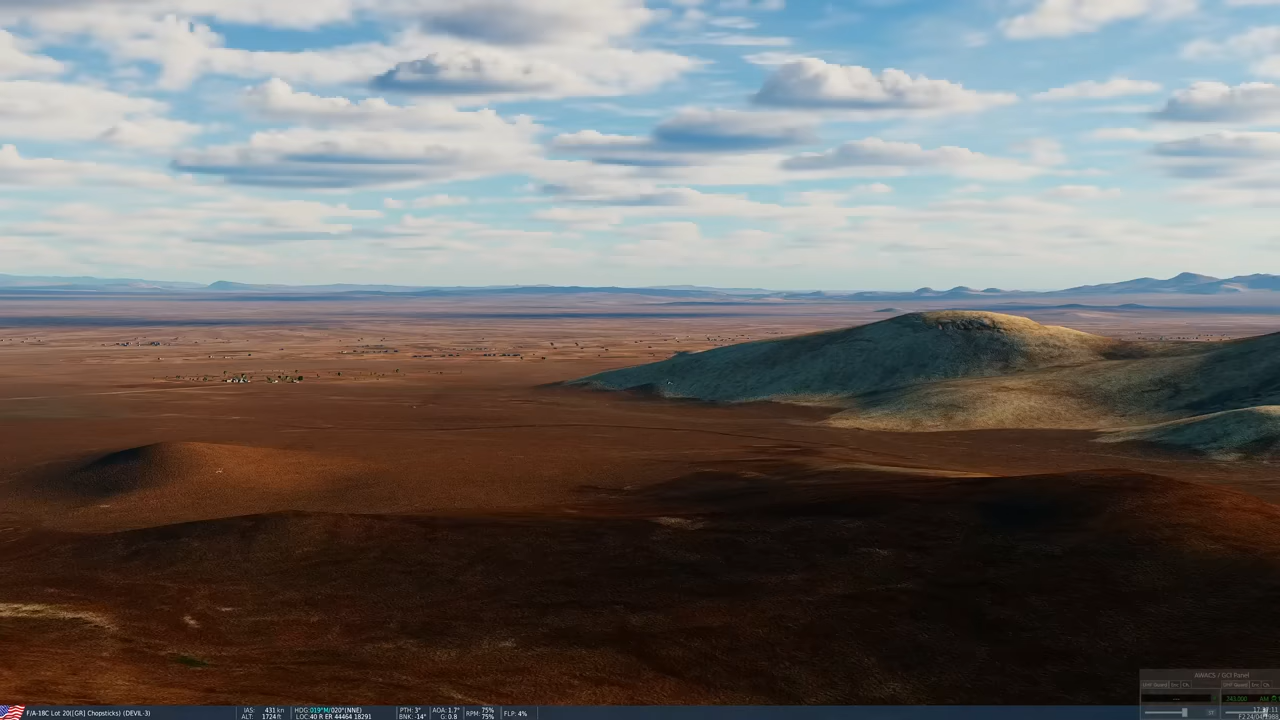 AWACS / GCI Panel
F/A-18C Lot 20([GR] Chopsticks) (DEVIL-3)
IAS: 431 kn
ALT: 1724 ft
HDG:019°M/020°(NNE)
LOC:40 R ER 44464 18291
PTH: 3°
BNK: -14°
AOA: 1.7°
G: 0.8
RPM: 75%
75%
FLP: 4%